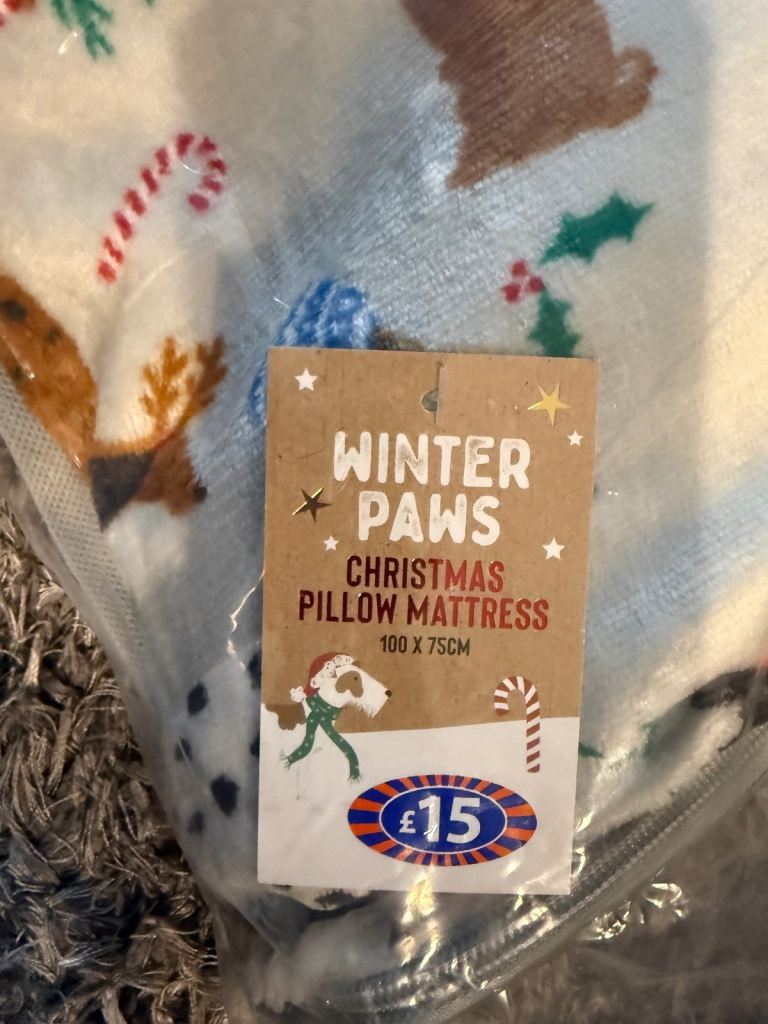 WINTER
PAWS
CHRISTMAS
PILLOW MATTRESS
100 X 75CM
£15